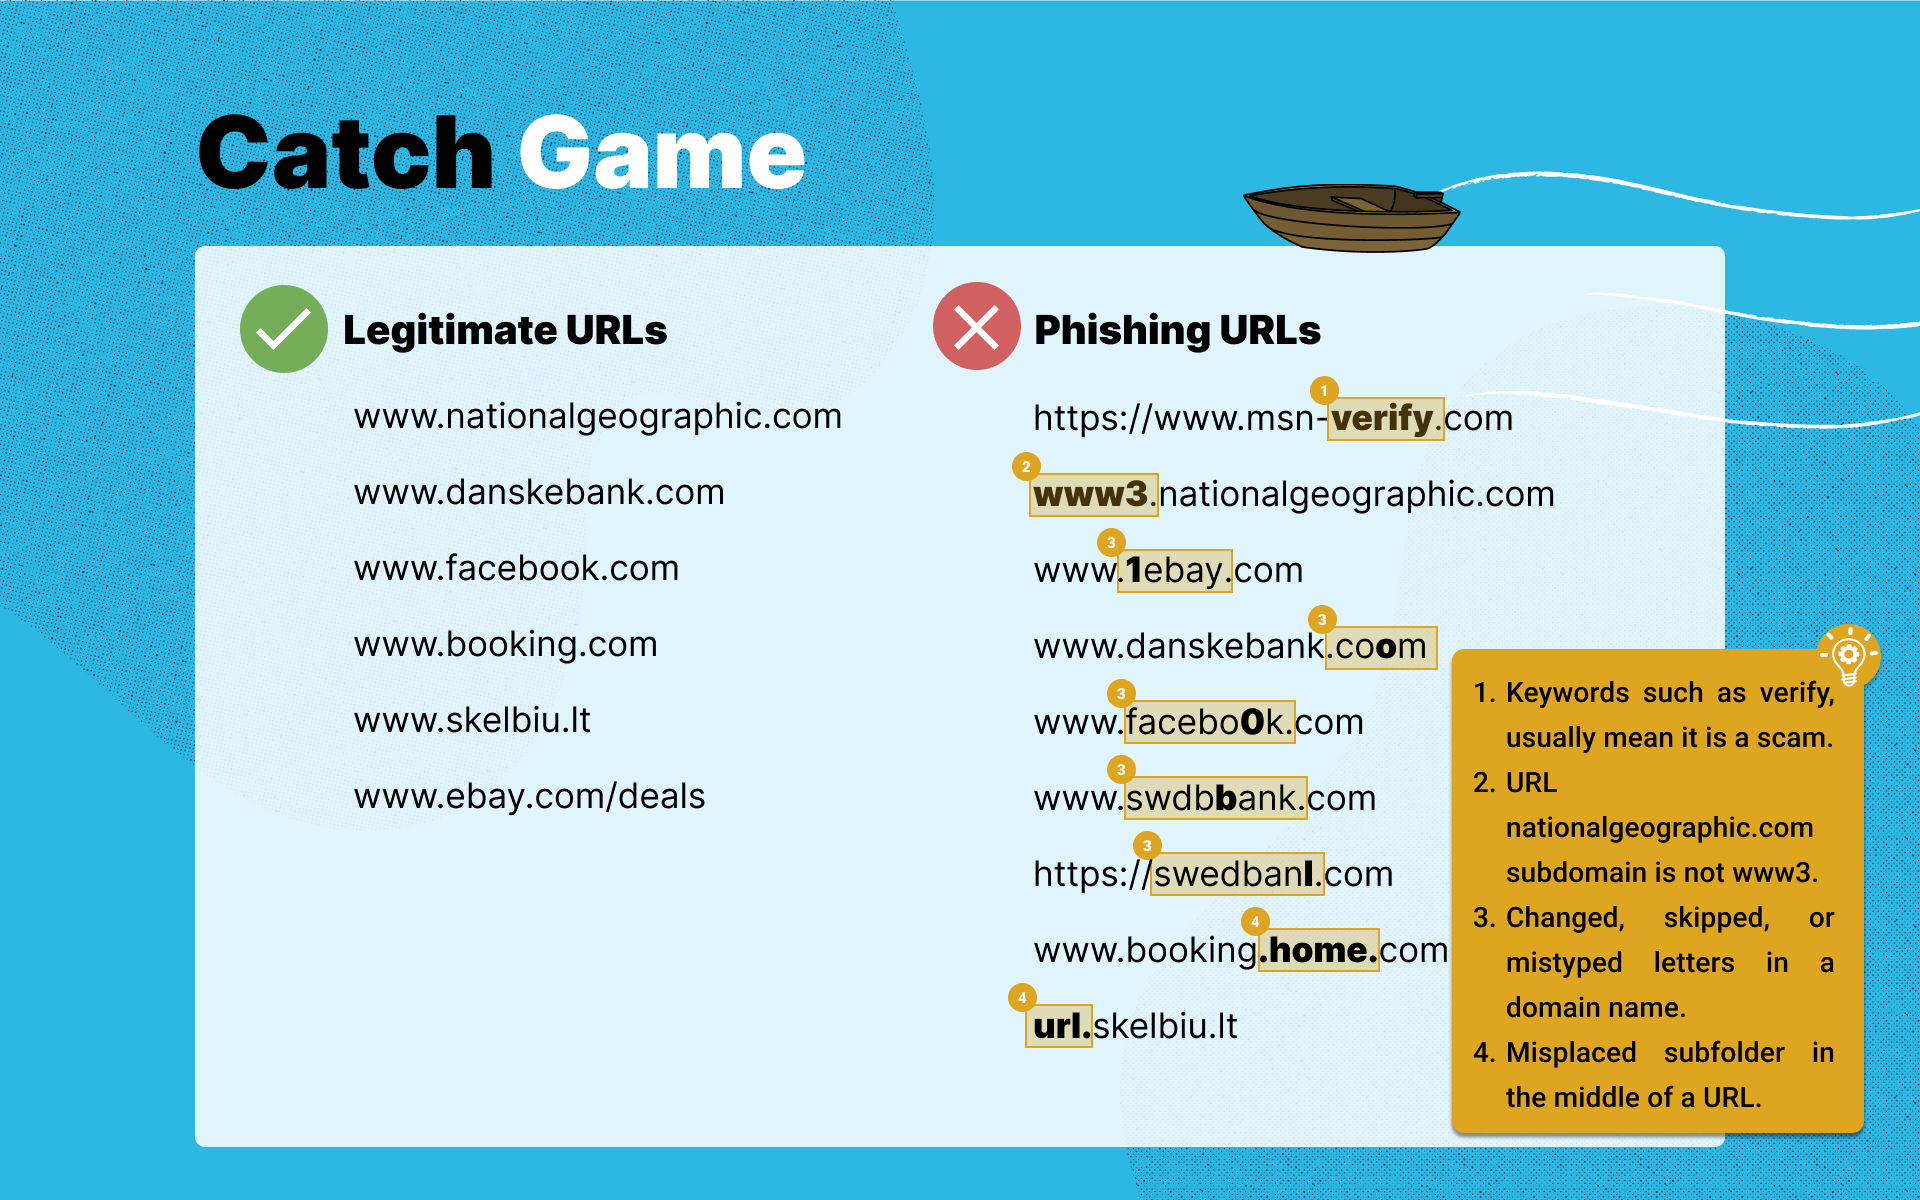 Catch Game
Legitimate URLs
www.nationalgeographic.com
www.danskebank.com
www.facebook.com
www.booking.com
www.skelbiu.lt
www.ebay.com/deals
Phishing URLs
1
https://www.msn-verify.com
2
www3.nationalgeographic.com
3
www.1ebay.com
3
www.danskebank.coom
3
www.facebo0k.com
3
www.swdbbank.com
3
https://swedbanl.com
4
www.booking.home.com
4
url.skelbiu.lt
1. Keywords such as verify,
usually mean it is a scam.
2. URL
nationalgeographic.com
subdomain is not www3.
3. Changed, skipped, or
mistyped letters in a
domain name.
4. Misplaced subfolder in
the middle of a URL.